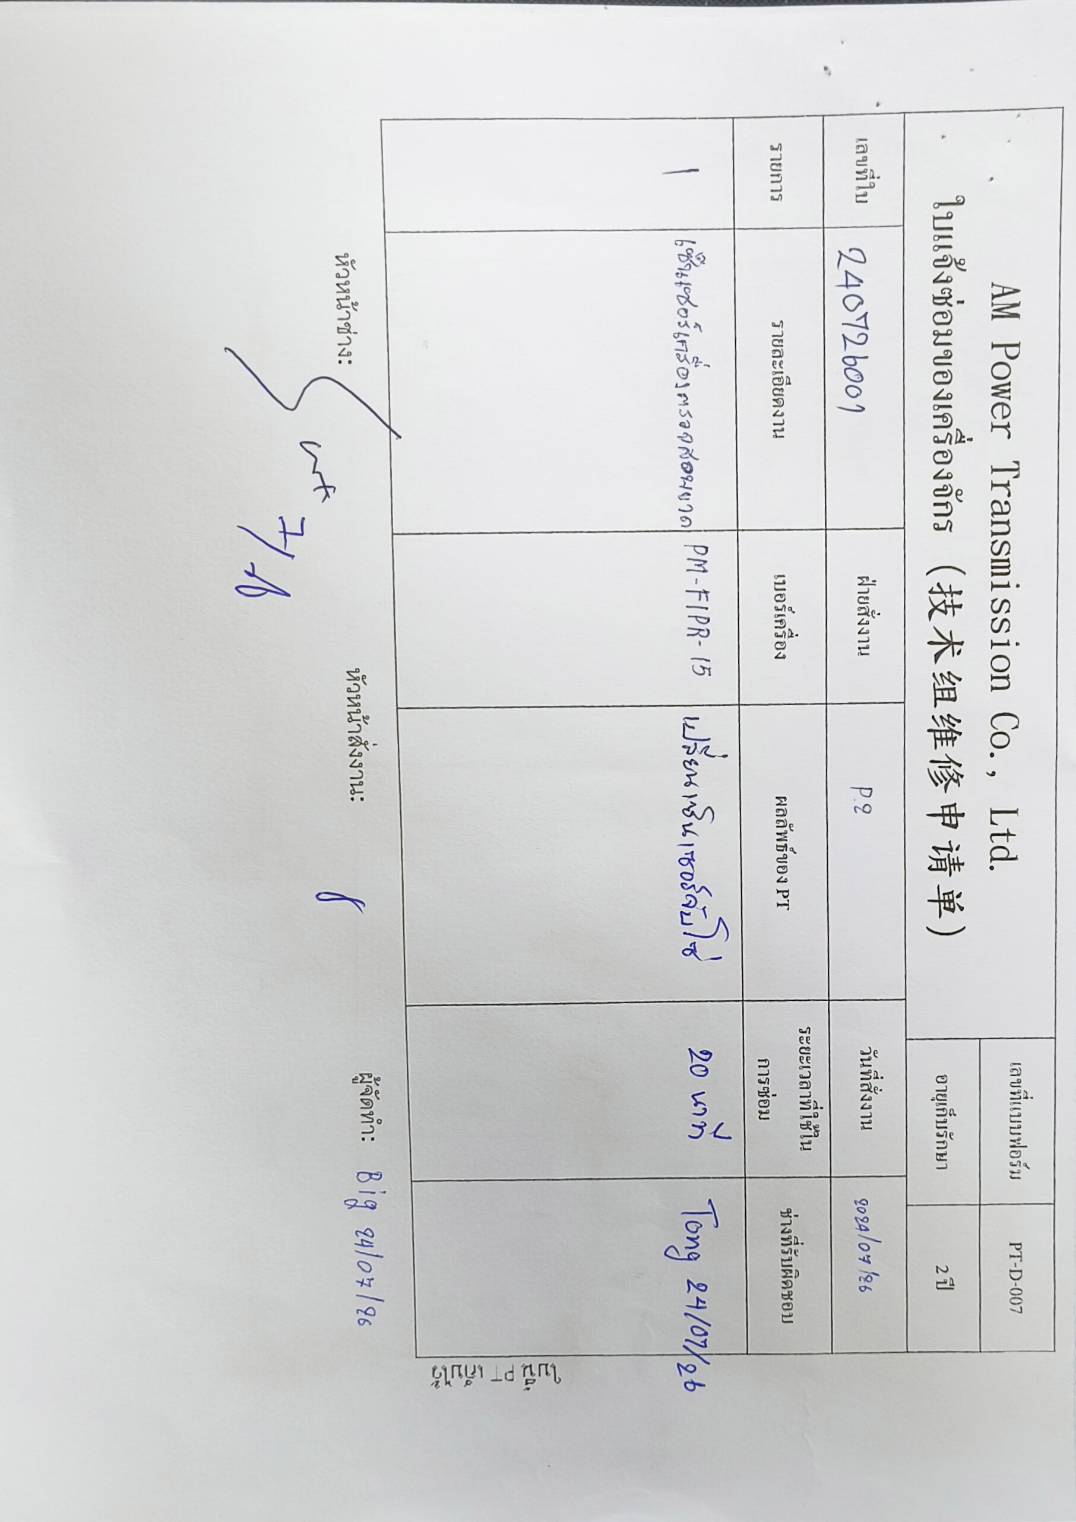 AM Power Transmission Co., Ltd.
ใบแจ้งซ่อมของเครื่องจักร (技术组维修申请单)
เลขที่แบบฟอร์ม PT-D-007
อายุเก็บรักษา 2 ปี
เลขที่ใบ 240726001 ฝ่ายสั่งงาน P.2 วันที่สั่งงาน 2024/07/26
รายการ รายละเอียดงาน เบอร์เครื่อง ผลลัพธ์ของ PT ระยะเวลาที่ใช้ในการซ่อม ช่างที่รับผิดชอบ
1 เซ็นเซอร์เครื่องตรวจสอบขาด PM-FIPR-15 เปลี่ยนเซ็นเซอร์จับโซ่ 20 นาที Tong 24/07/26
ใบนี้ PT เก็บไว้
หัวหน้าช่าง: หัวหน้าสั่งงาน: ผู้จัดทำ: Big 24/07/26